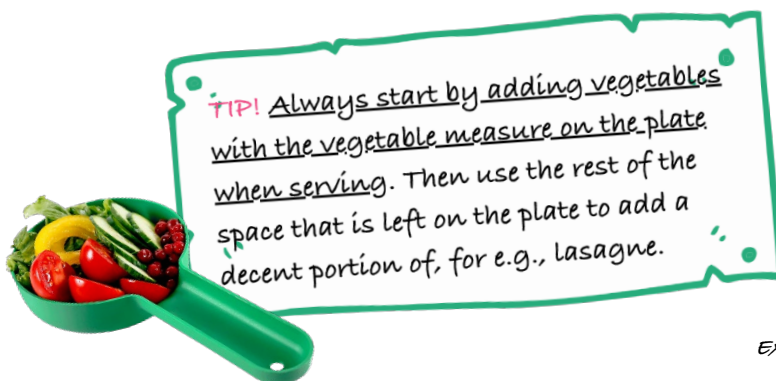 TIP! Always start by adding vegetables
with the vegetable measure on the plate
when serving. Then use the rest of the
space that is left on the plate to add a
decent portion of, for e.g., lasagne.